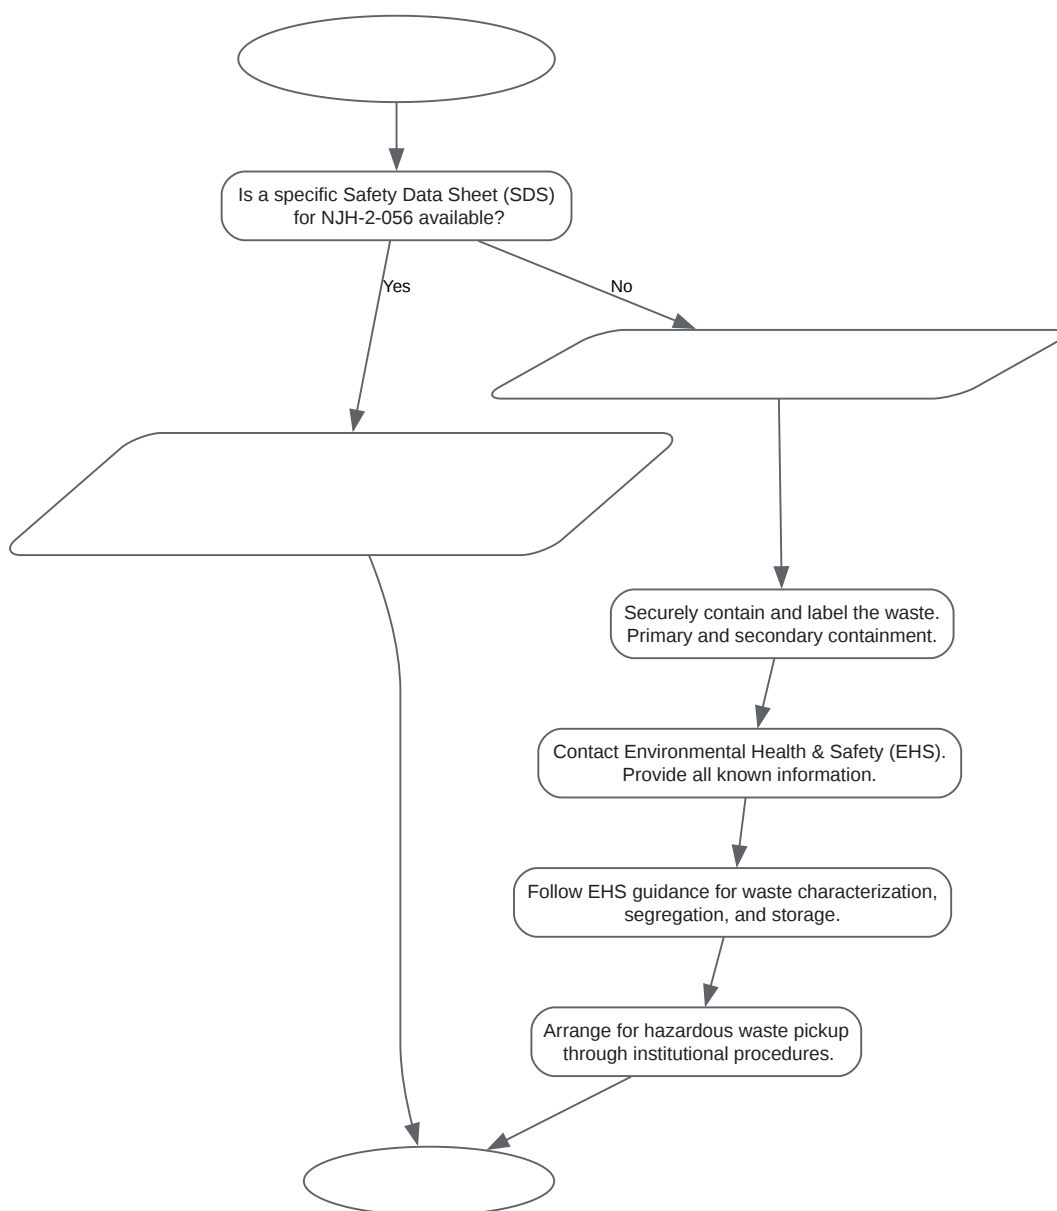 Is a specific Safety Data Sheet (SDS)
for NJH-2-056 available?
Yes
No
Securely contain and label the waste.
Primary and secondary containment.
Contact Environmental Health & Safety (EHS).
Provide all known information.
Follow EHS guidance for waste characterization,
segregation, and storage.
Arrange for hazardous waste pickup
through institutional procedures.